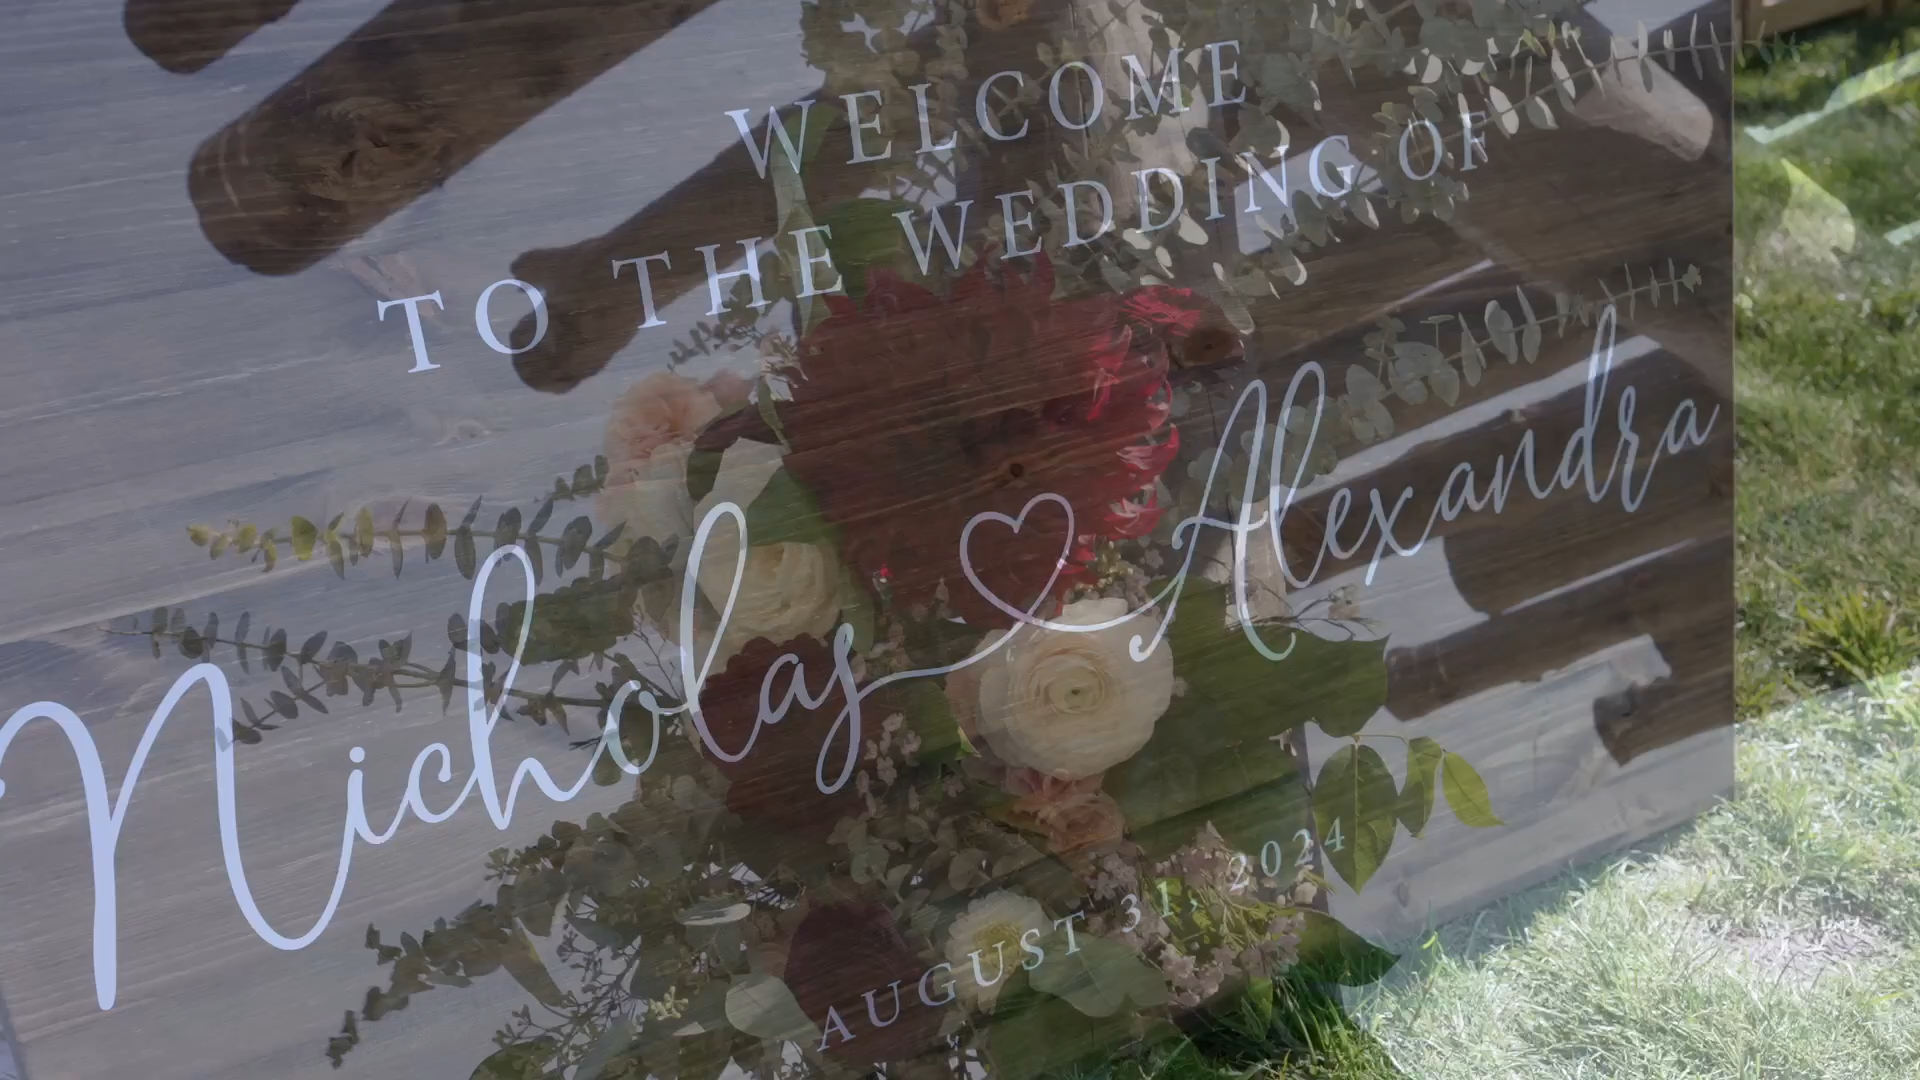 WELCOME
TO THE WEDDING OF
Nicholas Alexandra
AUGUST 31, 2024